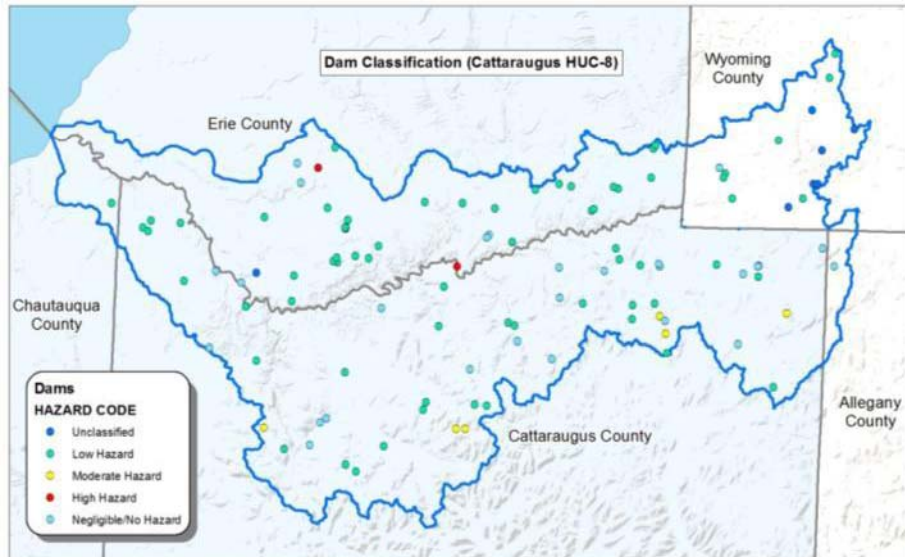 Dam Classification (Cattaraugus HUC-8)
Wyoming
County
Erie County
Chautauqua
County
Cattaraugus County
Allegany
County
Dams
HAZARD CODE
Unclassified
Low Hazard
Moderate Hazard
High Hazard
Negligible/No Hazard